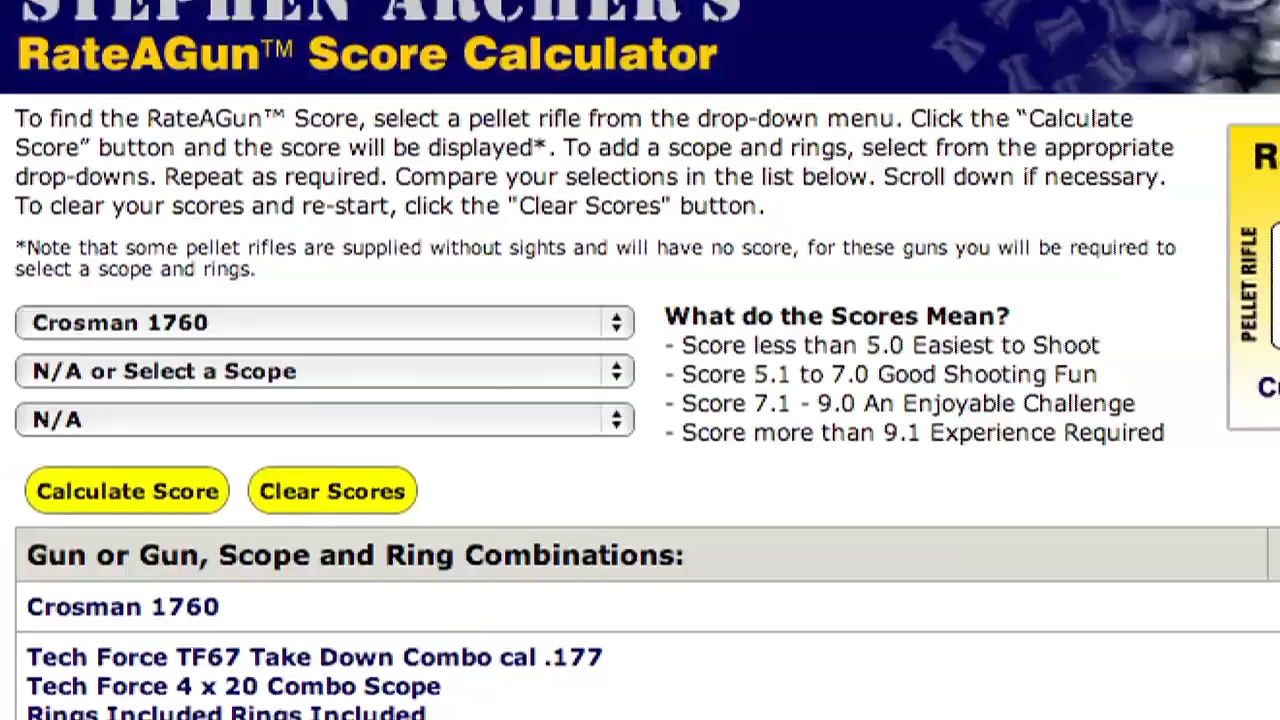 STEPHEN ARCHER'S
RateAGun™ Score Calculator
To find the RateAGun™ Score, select a pellet rifle from the drop-down menu. Click the “Calculate
Score” button and the score will be displayed*. To add a scope and rings, select from the appropriate
drop-downs. Repeat as required. Compare your selections in the list below. Scroll down if necessary.
To clear your scores and re-start, click the "Clear Scores" button.
*Note that some pellet rifles are supplied without sights and will have no score, for these guns you will be required to
select a scope and rings.
Crosman 1760
N/A or Select a Scope
N/A
What do the Scores Mean?
- Score less than 5.0 Easiest to Shoot
- Score 5.1 to 7.0 Good Shooting Fun
- Score 7.1 - 9.0 An Enjoyable Challenge
- Score more than 9.1 Experience Required
PELLET RIFLE
Calculate Score
Clear Scores
Gun or Gun, Scope and Ring Combinations:
Crosman 1760
Tech Force TF67 Take Down Combo cal .177
Tech Force 4 x 20 Combo Scope
Rings Included Rings Included